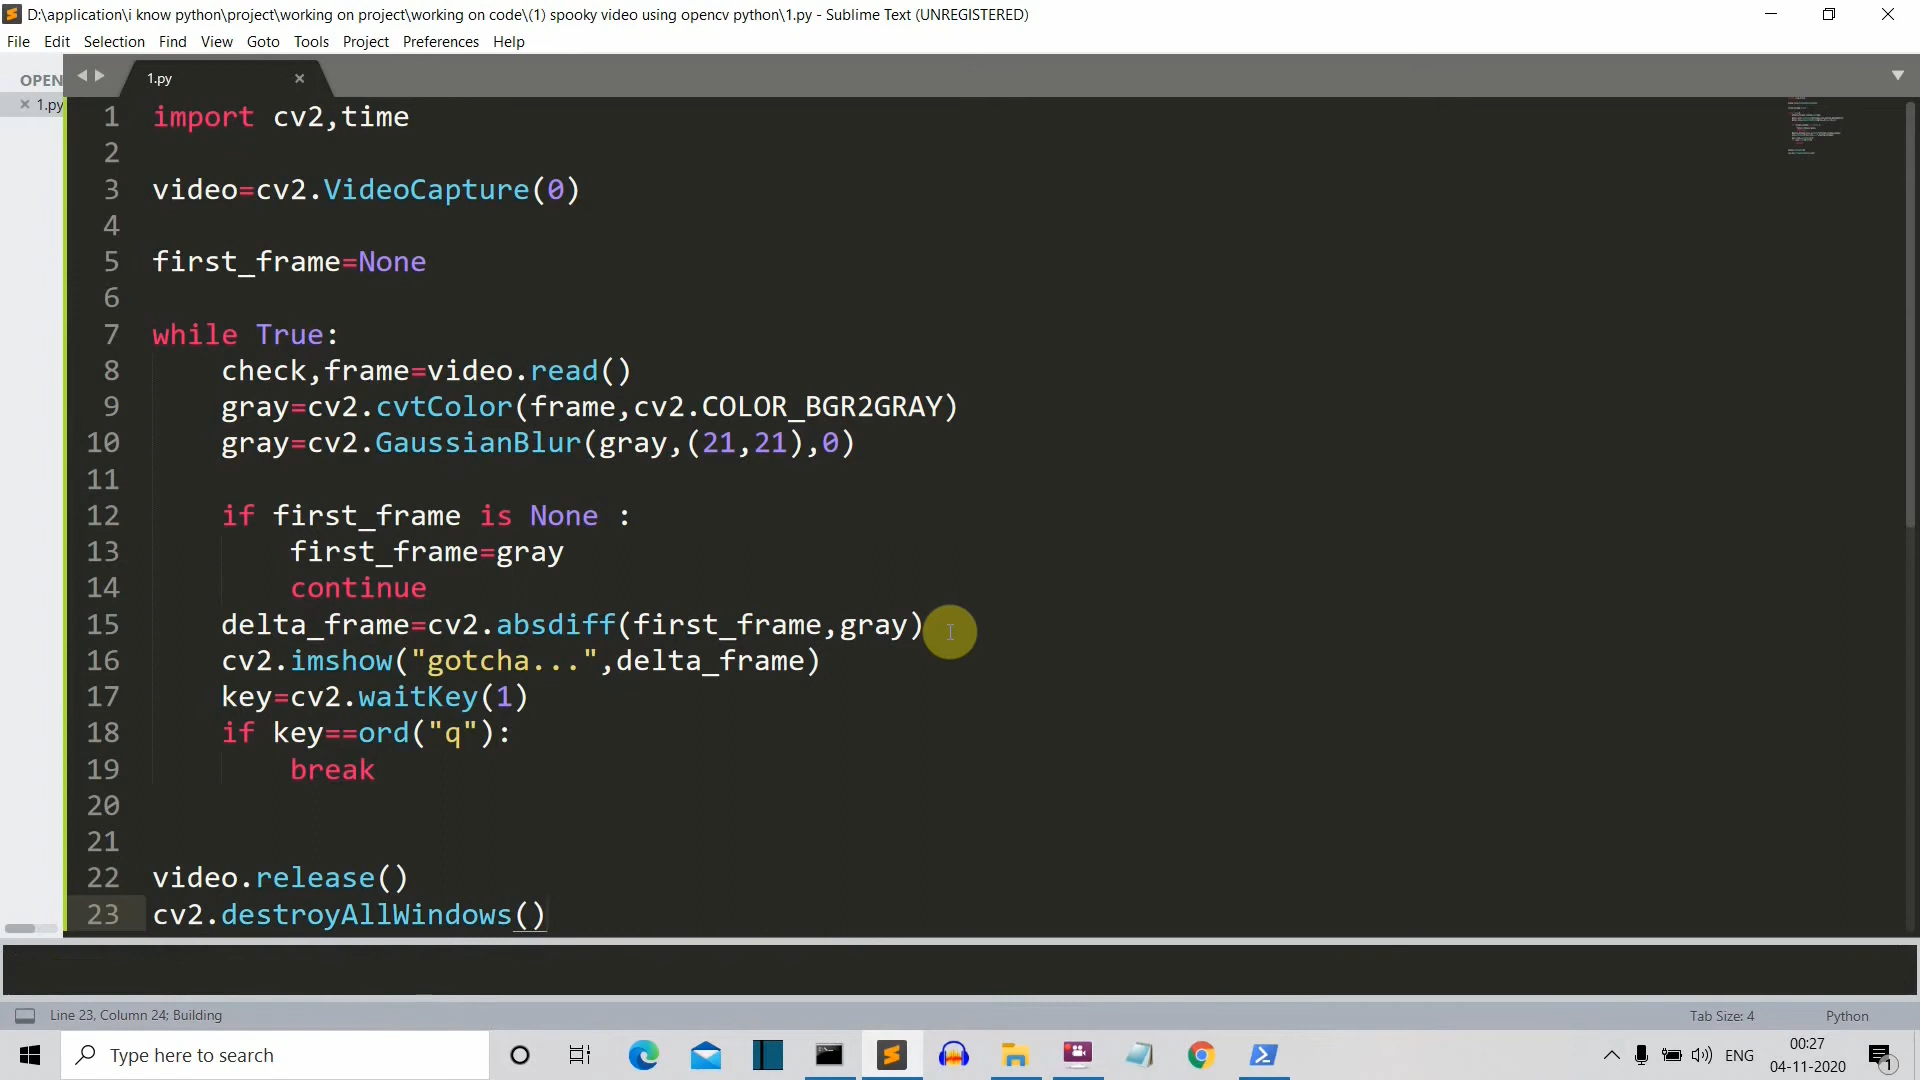 D:\application\i know python\project\working on project\working on code\(1) spooky video using opencv python\1.py - Sublime Text (UNREGISTERED)
File Edit Selection Find View Goto Tools Project Preferences Help
OPEN
1.py
1.py
1 import cv2,time
2
3 video=cv2.VideoCapture(0)
4
5 first_frame=None
6
7 while True:
8 check,frame=video.read()
9 gray=cv2.cvtColor(frame,cv2.COLOR_BGR2GRAY)
10 gray=cv2.GaussianBlur(gray,(21,21),0)
11
12 if first_frame is None :
13 first_frame=gray
14 continue
15 delta_frame=cv2.absdiff(first_frame,gray)
16 cv2.imshow("gotcha...",delta_frame)
17 key=cv2.waitKey(1)
18 if key==ord("q"):
19 break
20
21
22 video.release()
23 cv2.destroyAllWindows()
Line 23, Column 24; Building Tab Size: 4 Python
Type here to search
ENG
00:27
04-11-2020
1